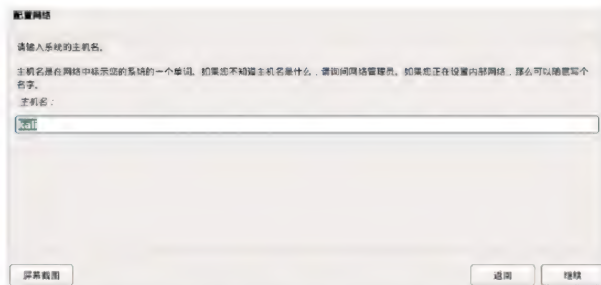 配置网络
请输入系统的主机名。
主机名是在网络中标示您的系统的一个单词。如果您不知道主机名是什么，请询问网络管理员。如果您正在设置内部网络，那么可以随意写个
名字。
主机名：
kali
屏幕截图
返回
继续